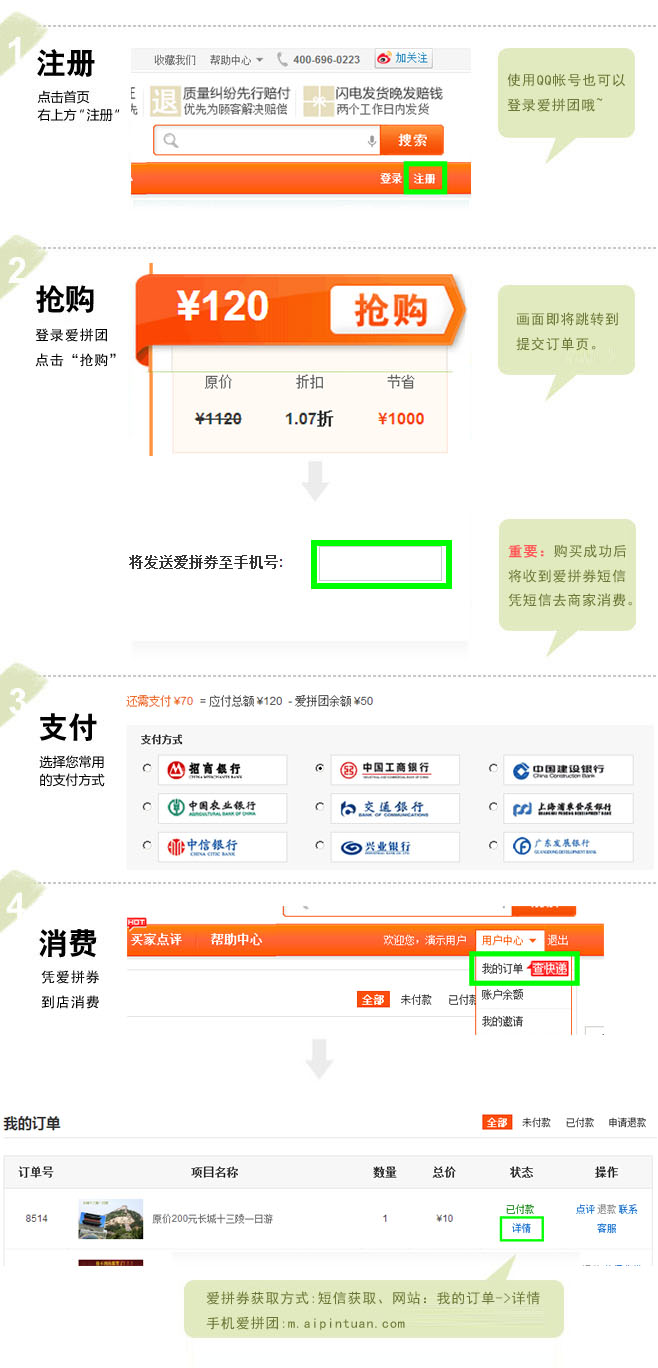 1
注册
点击首页
右上方“注册”
收藏我们 帮助中心 400-696-0223 加关注
退 质量纠纷先行赔付 闪电发货晚发赔钱
优先为顾客解决赔偿 两个工作日内发货
搜索
登录 注册
使用QQ帐号也可以
登录爱拼团哦~
2
抢购
登录爱拼团
点击“抢购”
¥120 抢购
原价 折扣 节省
¥1120 1.07折 ¥1000
画面即将跳转到
提交订单页。
将发送爱拼券至手机号:
重要：购买成功后
将收到爱拼券短信
凭短信去商家消费。
3
支付
选择您常用
的支付方式
还需支付 ¥70 = 应付总额 ¥120 - 爱拼团余额 ¥50
支付方式
招商银行 中国工商银行 中国建设银行
CHINA MERCHANTS BANK China Construction Bank
中国农业银行 交通银行 上海浦东发展银行
AGRICULTURAL BANK OF CHINA BANK OF COMMUNICATIONS SHANGHAI PUDONG DEVELOPMENT BANK
中信银行 兴业银行 广东发展银行
CHINA CITIC BANK INDUSTRIAL BANK CO.,LTD. GUANGDONG DEVELOPMENT BANK
4
消费
凭爱拼券
到店消费
HOT
买家点评 帮助中心 欢迎您，演示用户 用户中心 退出
我的订单 查快递
账户余额
我的邀请
全部 未付款 已付款
我的订单 全部 未付款 已付款 申请退款
订单号 项目名称 数量 总价 状态 操作
8514 原价200元长城十三陵一日游 1 ¥10 已付款 点评 退款 联系
详情 客服
爱拼券获取方式:短信获取、网站：我的订单->详情
手机爱拼团:m.aipintuan.com